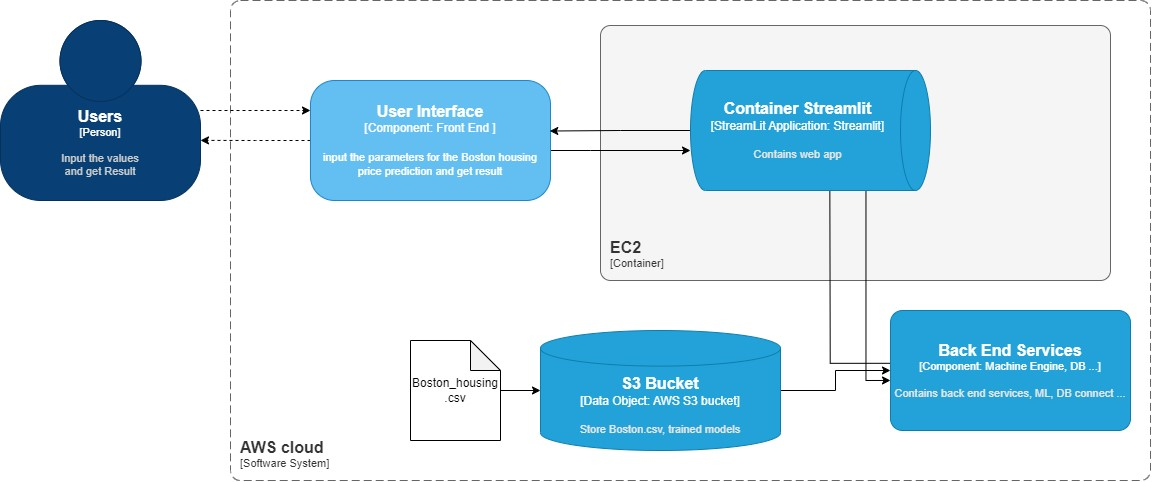 Users
[Person]
Input the values
and get Result
User Interface
[Component: Front End ]
input the parameters for the Boston housing
price prediction and get result
Container Streamlit
[StreamLit Application: Streamlit]
Contains web app
EC2
[Container]
Boston_housing
.csv
S3 Bucket
[Data Object: AWS S3 bucket]
Store Boston.csv, trained models
Back End Services
[Component: Machine Engine, DB ...]
Contains back end services, ML, DB connect ...
AWS cloud
[Software System]